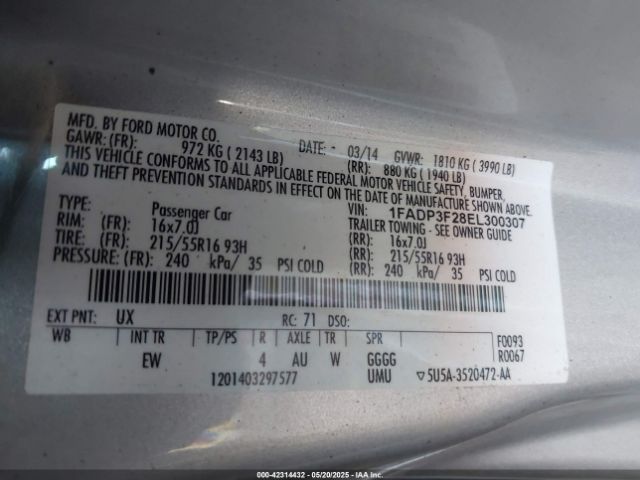 MFD. BY FORD MOTOR CO.
DATE: 03/14 GVWR: 1810 KG ( 3990 LB)
GAWR: (FR): 972 KG ( 2143 LB) (RR): 880 KG ( 1940 LB)
THIS VEHICLE CONFORMS TO ALL APPLICABLE FEDERAL MOTOR VEHICLE SAFETY, BUMPER,
AND THEFT PREVENTION STANDARDS IN EFFECT ON THE DATE OF MANUFACTURE SHOWN ABOVE.
VIN: 1FADP3F28EL300307
TYPE: Passenger Car TRAILER TOWING - SEE OWNER GUIDE
RIM: (FR): 16x7.0J (RR): 16x7.0J
TIRE: (FR): 215/55R16 93H (RR): 215/55R16 93H
PRESSURE: (FR): 240 kPa/ 35 PSI COLD (RR): 240 kPa/ 35 PSI COLD
EXT PNT: UX RC: 71 DSO:
WB INT TR TP/PS R AXLE TR SPR F0093
EW 4 AU W GGGG R0067
1201403297577 UMU ▽5U5A-3520472-AA
000-42314432 - 05/20/2025 - IAA Inc.